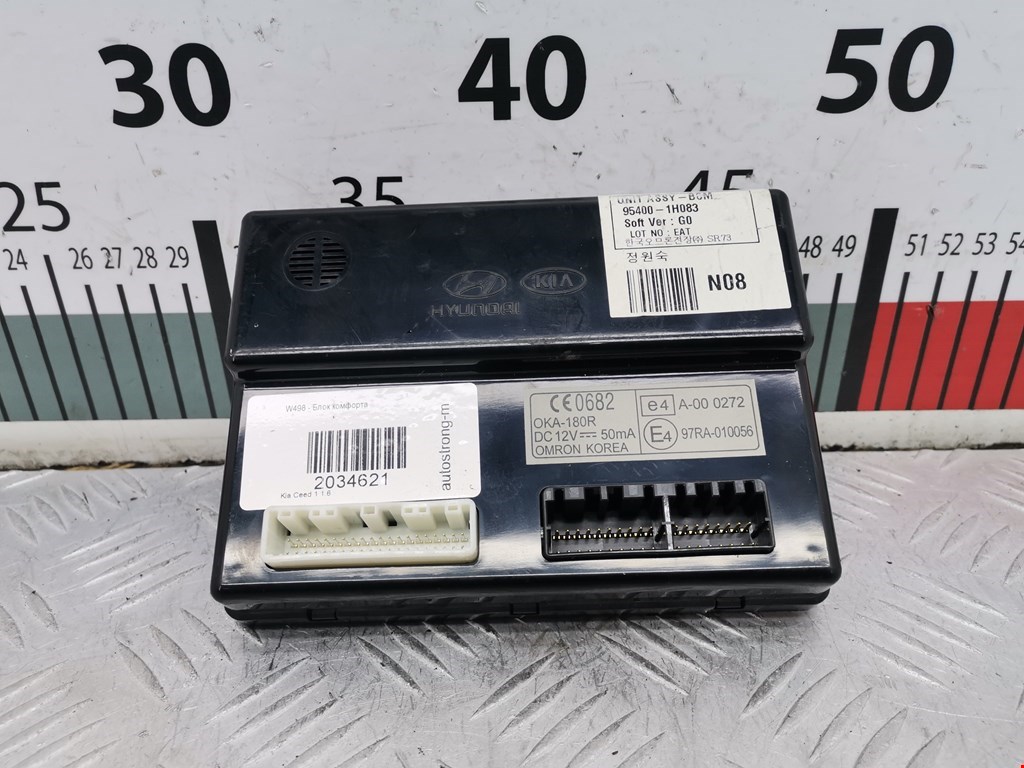 30 40 50
25 35 45
24 26 27 28 29 48 49 51 52 53 54
UNIT ASSY-BCM
95400-1H083
Soft Ver : G0
LOT NO : EAT
한국오므론전장㈜ SR73
정원숙
N08
HYUNDAI
KIA
W498 - Блок комфорта
2034621
Kia Ceed 1 1.6
autostrong-m
CE0682
OKA-180R
DC 12V 50mA
OMRON KOREA
e4 A-00 0272
E4 97RA-010056